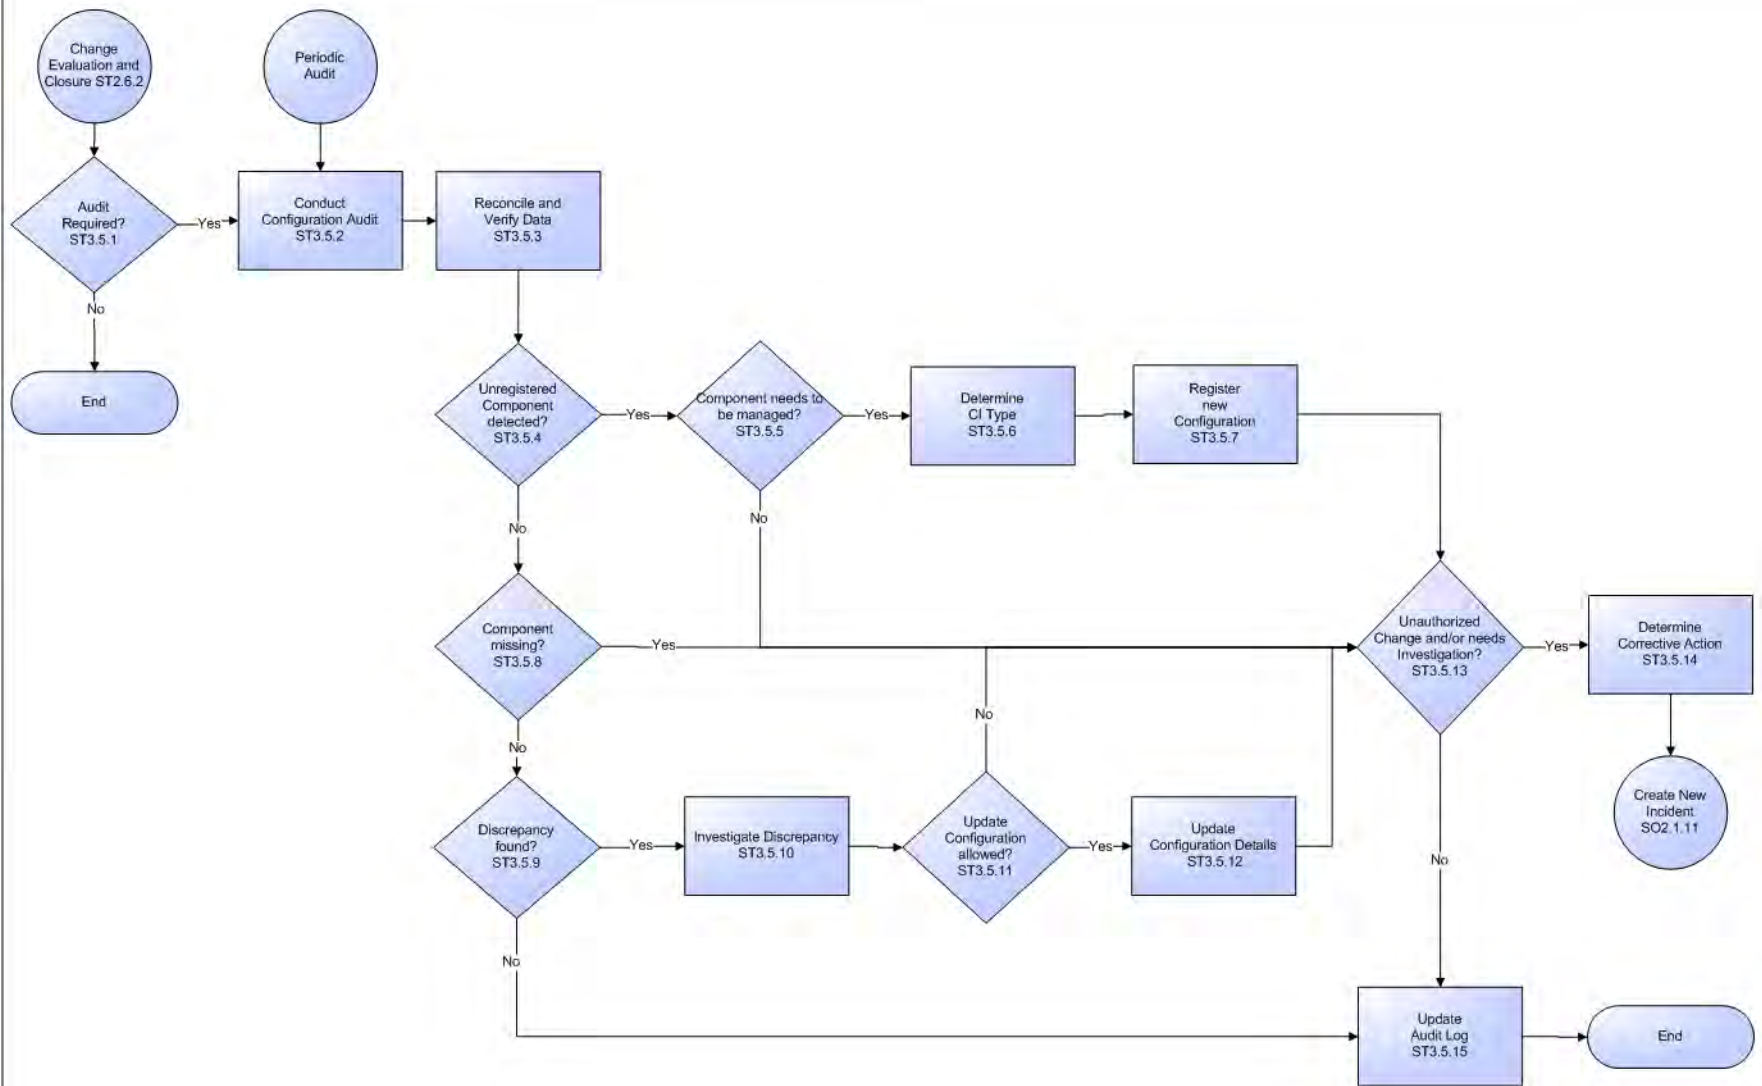 Change
Evaluation and
Closure ST2.6.2
Periodic
Audit
Audit
Required?
ST3.5.1
Yes
Conduct
Configuration Audit
ST3.5.2
Reconcile and
Verify Data
ST3.5.3
No
End
Unregistered
Component
detected?
ST3.5.4
Yes
Component needs to
be managed?
ST3.5.5
Yes
Determine
CI Type
ST3.5.6
Register
new
Configuration
ST3.5.7
No
No
Component
missing?
ST3.5.8
Yes
Unauthorized
Change and/or needs
Investigation?
ST3.5.13
Yes
Determine
Corrective Action
ST3.5.14
No
No
Discrepancy
found?
ST3.5.9
Yes
Investigate Discrepancy
ST3.5.10
Update
Configuration
allowed?
ST3.5.11
Yes
Update
Configuration Details
ST3.5.12
Create New
Incident
SO2.1.11
No
No
Update
Audit Log
ST3.5.15
End